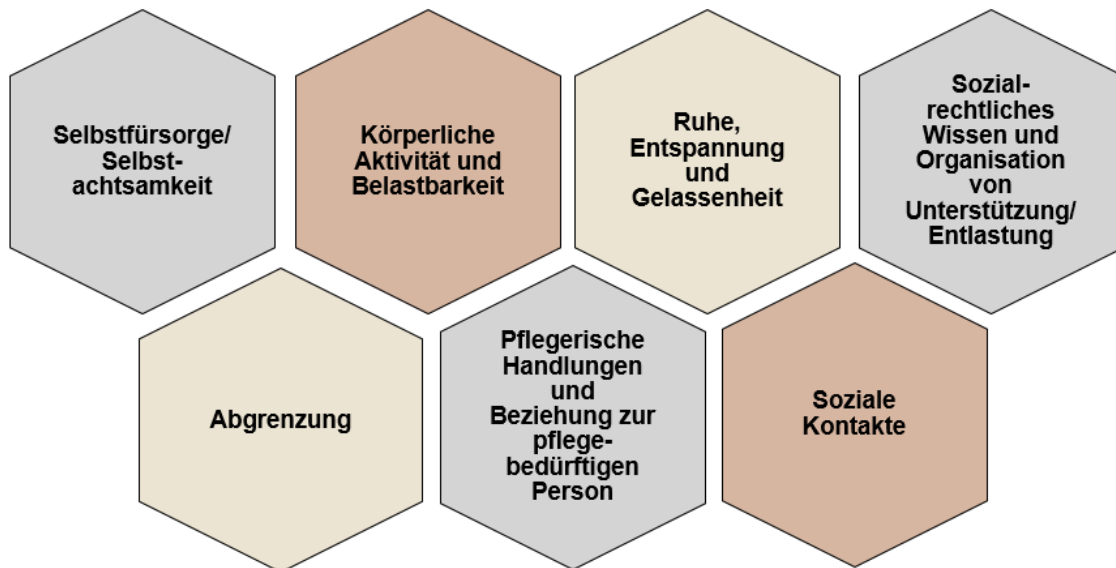 Selbstfürsorge/
Selbst-
achtsamkeit
Körperliche
Aktivität und
Belastbarkeit
Ruhe,
Entspannung
und
Gelassenheit
Sozial-
rechtliches
Wissen und
Organisation
von
Unterstützung/
Entlastung
Abgrenzung
Pflegerische
Handlungen
und
Beziehung zur
pflege-
bedürftigen
Person
Soziale
Kontakte